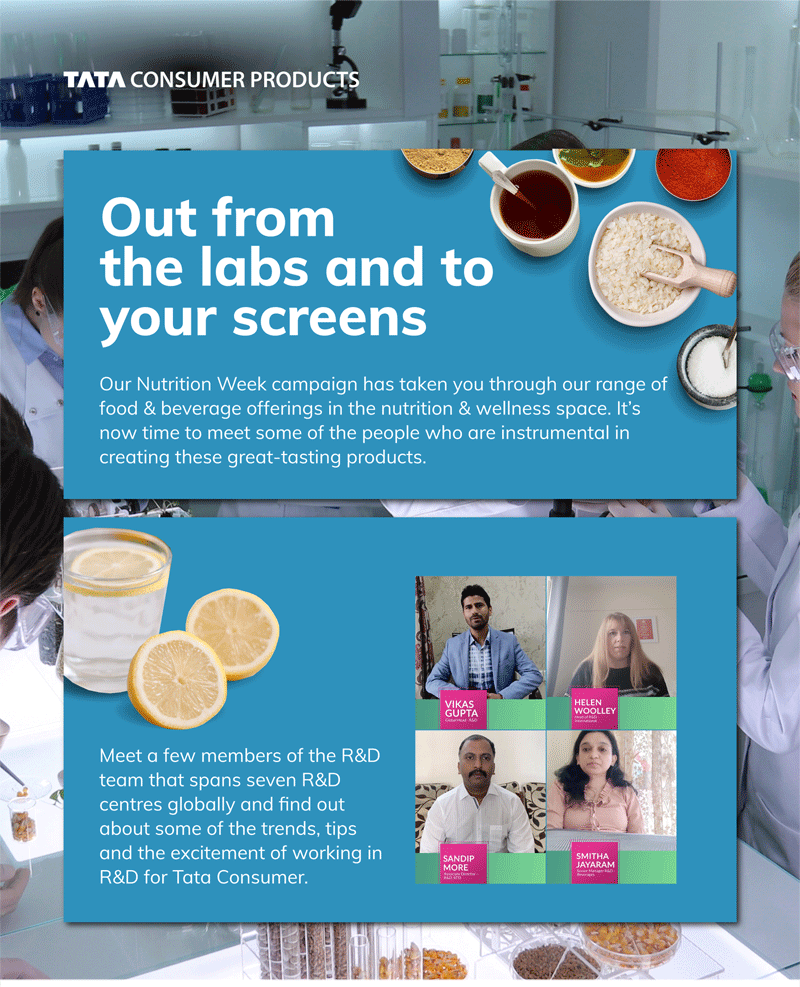 TATA CONSUMER PRODUCTS
Out from
the labs and to
your screens
Our Nutrition Week campaign has taken you through our range of
food & beverage offerings in the nutrition & wellness space. It's
now time to meet some of the people who are instrumental in
creating these great-tasting products.
Meet a few members of the R&D
team that spans seven R&D
centres globally and find out
about some of the trends, tips
and the excitement of working in
R&D for Tata Consumer.
VIKAS
GUPTA
Global Head - R&D
HELEN
WOOLLEY
Head of R&D
International
SANDIP
MORE
Associate Director -
SMITHA
JAYARAM
Senior Manager R&D -
Beverages